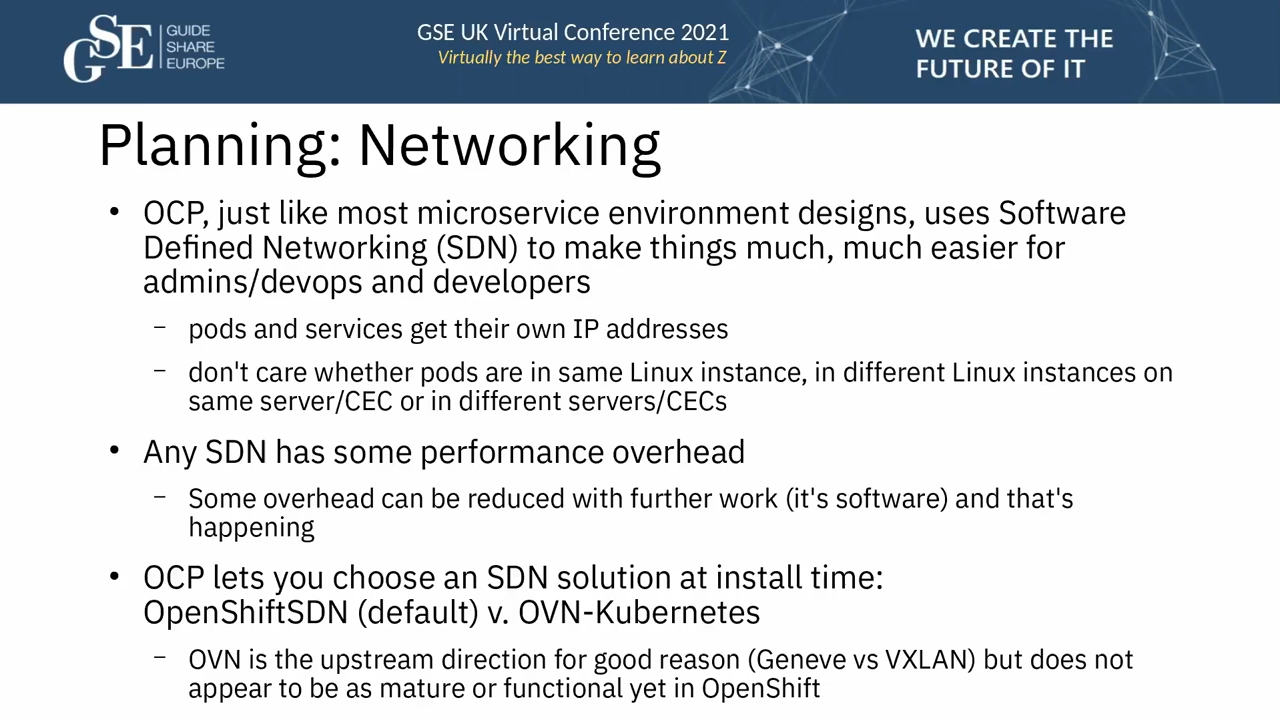 GSE
GUIDE
SHARE
EUROPE
GSE UK Virtual Conference 2021
Virtually the best way to learn about Z
WE CREATE THE
FUTURE OF IT
Planning: Networking
• OCP, just like most microservice environment designs, uses Software
Defined Networking (SDN) to make things much, much easier for
admins/devops and developers
– pods and services get their own IP addresses
– don't care whether pods are in same Linux instance, in different Linux instances on
same server/CEC or in different servers/CECs
• Any SDN has some performance overhead
– Some overhead can be reduced with further work (it's software) and that's
happening
• OCP lets you choose an SDN solution at install time:
OpenShiftSDN (default) v. OVN-Kubernetes
– OVN is the upstream direction for good reason (Geneve vs VXLAN) but does not
appear to be as mature or functional yet in OpenShift